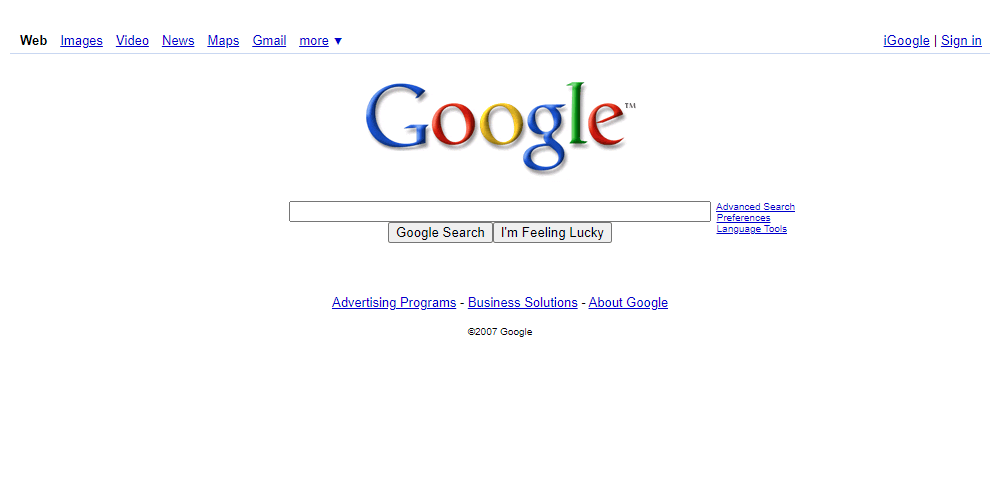 Web Images Video News Maps Gmail more ▼ iGoogle | Sign in
Google™
Advanced Search
Preferences
Language Tools
Google Search I'm Feeling Lucky
Advertising Programs - Business Solutions - About Google
©2007 Google